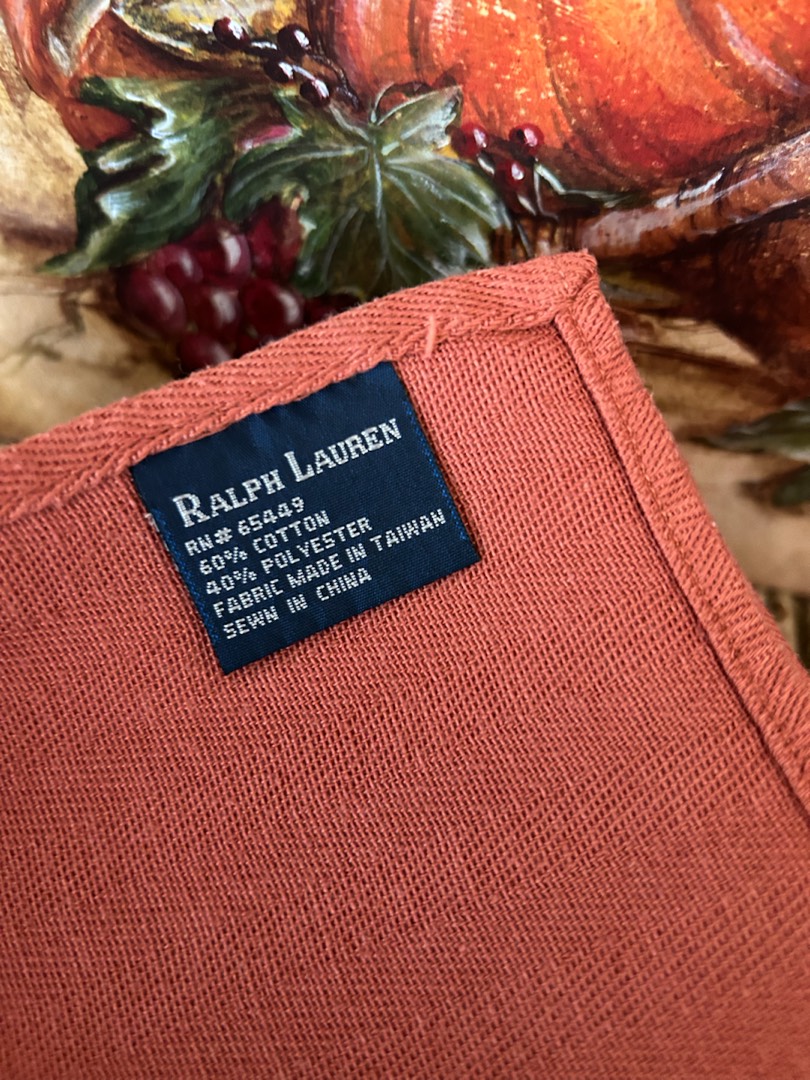 RALPH LAUREN
RN# 65449
60% COTTON
40% POLYESTER
FABRIC MADE IN TAIWAN
SEWN IN CHINA